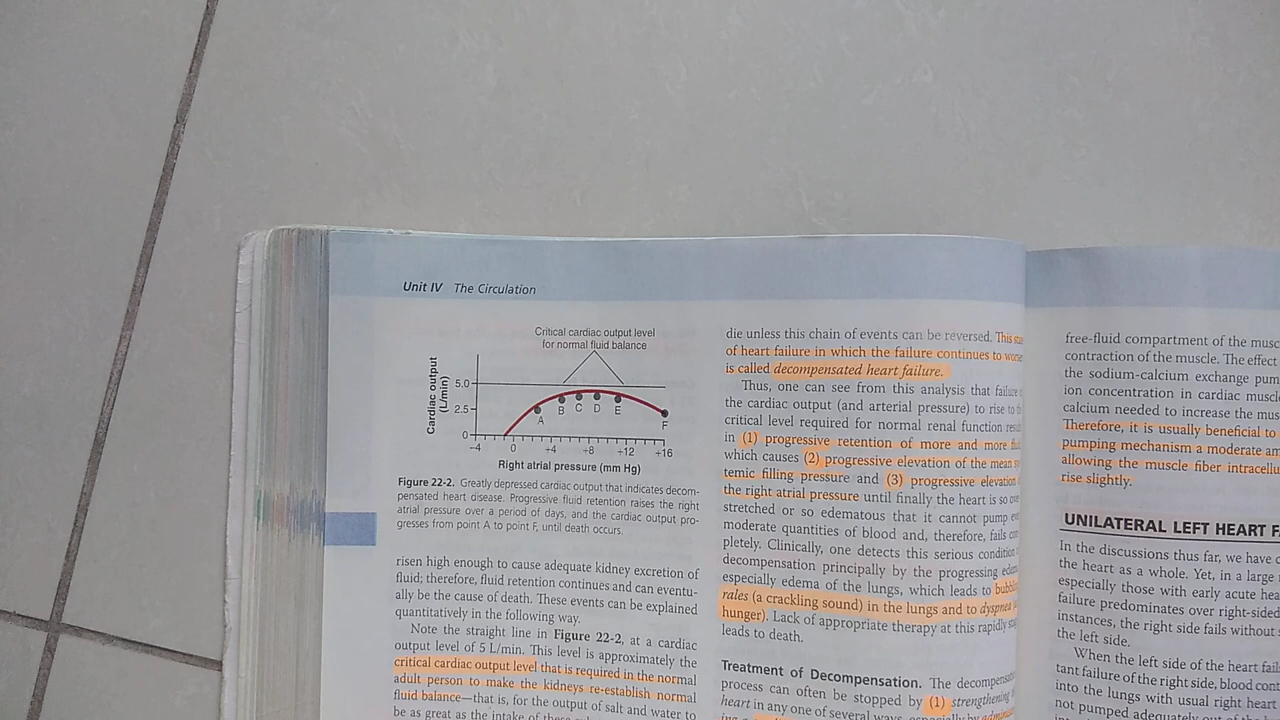 Unit IV The Circulation
Critical cardiac output level
for normal fluid balance
Cardiac output
(L/min)
5.0
2.5
0
A
B
C
D
E
F
−4
0
+4
+8
+12
+16
Right atrial pressure (mm Hg)
Figure 22-2. Greatly depressed cardiac output that indicates decom-
pensated heart disease. Progressive fluid retention raises the right
atrial pressure over a period of days, and the cardiac output pro-
gresses from point A to point F, until death occurs.
risen high enough to cause adequate kidney excretion of
fluid; therefore, fluid retention continues and can eventu-
ally be the cause of death. These events can be explained
quantitatively in the following way.
Note the straight line in Figure 22-2, at a cardiac
output level of 5 L/min. This level is approximately the
critical cardiac output level that is required in the normal
adult person to make the kidneys re-establish normal
fluid balance—that is, for the output of salt and water to
be as great as the intake of these
die unless this chain of events can be reversed. This
of heart failure in which the failure continues to
is called decompensated heart failure.
Thus, one can see from this analysis that failure
the cardiac output (and arterial pressure) to rise to
critical level required for normal renal function
in (1) progressive retention of more and more
which causes (2) progressive elevation of the mean
temic filling pressure and (3) progressive elevation
the right atrial pressure until finally the heart is so
stretched or so edematous that it cannot pump
moderate quantities of blood and, therefore, fails
pletely. Clinically, one detects this serious condition
decompensation principally by the progressing
especially edema of the lungs, which leads to
rales (a crackling sound) in the lungs and to dyspnea
hunger). Lack of appropriate therapy at this rapidly
leads to death.
Treatment of Decompensation. The
process can often be stopped by (1) strengthening
heart in any one of several ways, especially by
free-fluid compartment of the
contraction of the muscle. The effect
the sodium-calcium exchange
ion concentration in cardiac
calcium needed to increase the
Therefore, it is usually beneficial to
pumping mechanism a moderate
allowing the muscle fiber
rise slightly.
UNILATERAL LEFT HEART
In the discussions thus far, we have
the heart as a whole. Yet, in a large
especially those with early acute
failure predominates over right-sided
instances, the right side fails without
the left side.
When the left side of the heart
tant failure of the right side, blood
into the lungs with usual right heart
not pumped adequately